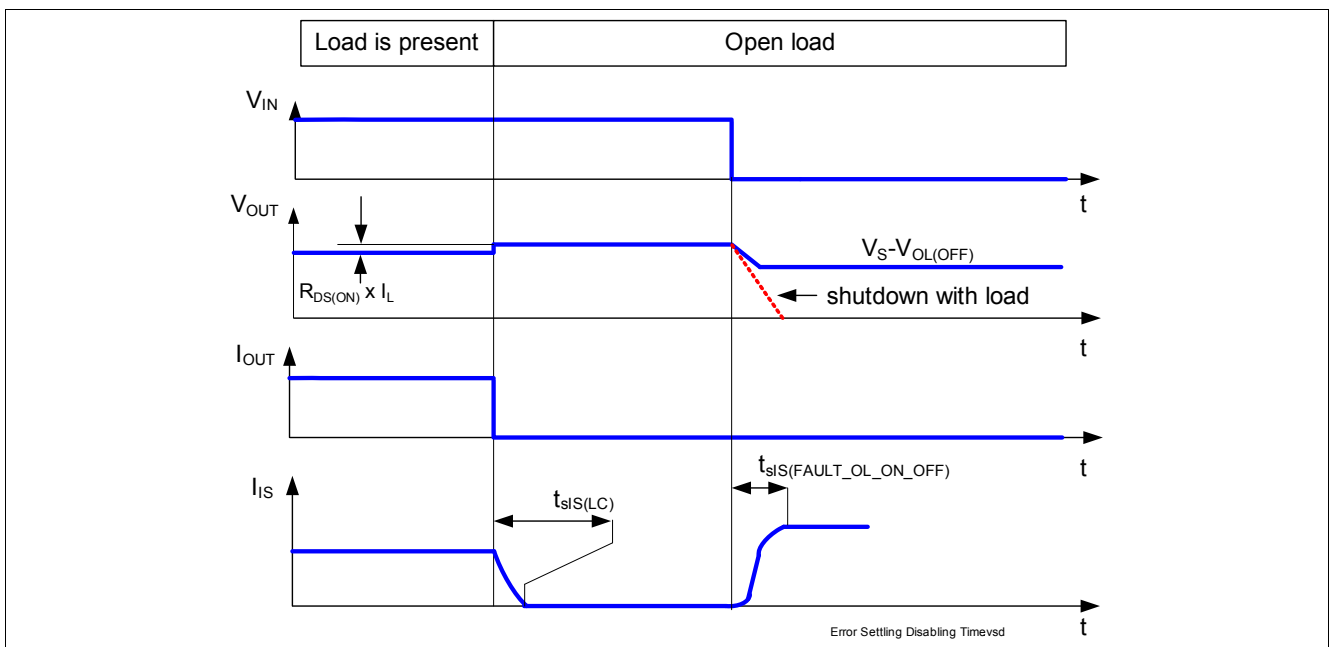 Load is present
Open load
VIN
t
VOUT
VS-VOL(OFF)
RDS(ON) x IL
shutdown with load
t
IOUT
t
IIS
tsIS(LC)
tsIS(FAULT_OL_ON_OFF)
t
Error Settling Disabling Timevsd